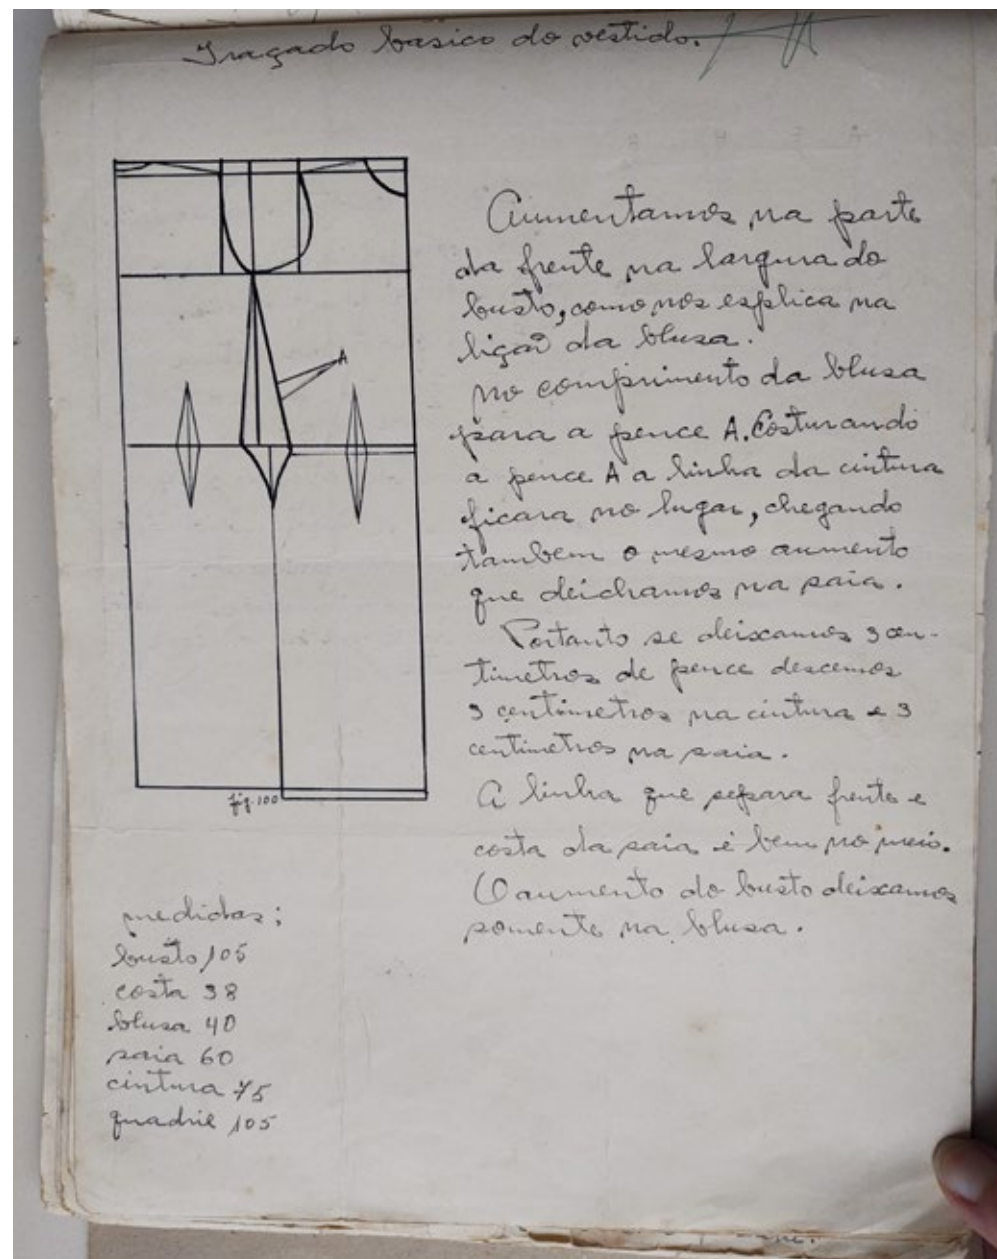 Traçado básico do vestido.
A
fig. 100
Aumentamos na parte
da frente na largura do
busto, como nos esplica na
liçaõ da blusa.
no comprimento da blusa
para a pence A. Costurando
a pence A a linha da cintura
ficara no lugar, chegando
tambem o mesmo aumento
que deichamos na saia.
Portanto se deixamos 3 cen-
timetros de pence descemos
3 centimetros na cintura e 3
centimetros na saia.
A linha que separa frente e
costa da saia é bem no meio.
O aumento do busto deixamos
somente na blusa.
medidas;
busto 105
costa 38
blusa 40
saia 60
cintura 75
quadril 105